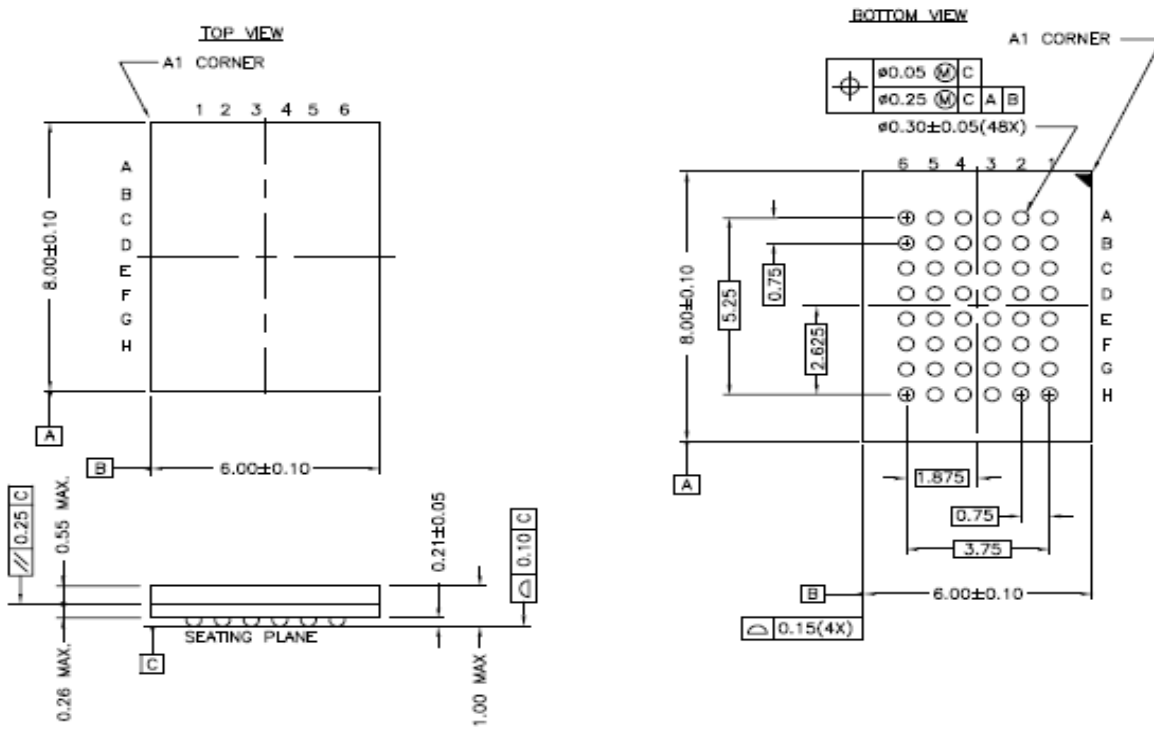 TOP VIEW
A1 CORNER
1 2 3 4 5 6
A
B
C
D
E
F
G
H
8.00±0.10
A
B
6.00±0.10
// 0.25 C
0.55 MAX.
0.26 MAX.
SEATING PLANE
C
0.21±0.05
1.00 MAX
⌓ 0.10 C
BOTTOM VIEW
A1 CORNER
⌖ ø0.05 Ⓜ C
ø0.25 Ⓜ C A B
ø0.30±0.05(48X)
6 5 4 3 2 1
A
B
C
D
E
F
G
H
8.00±0.10
5.25
0.75
2.625
A
1.875
0.75
3.75
B
6.00±0.10
⌓ 0.15(4X)